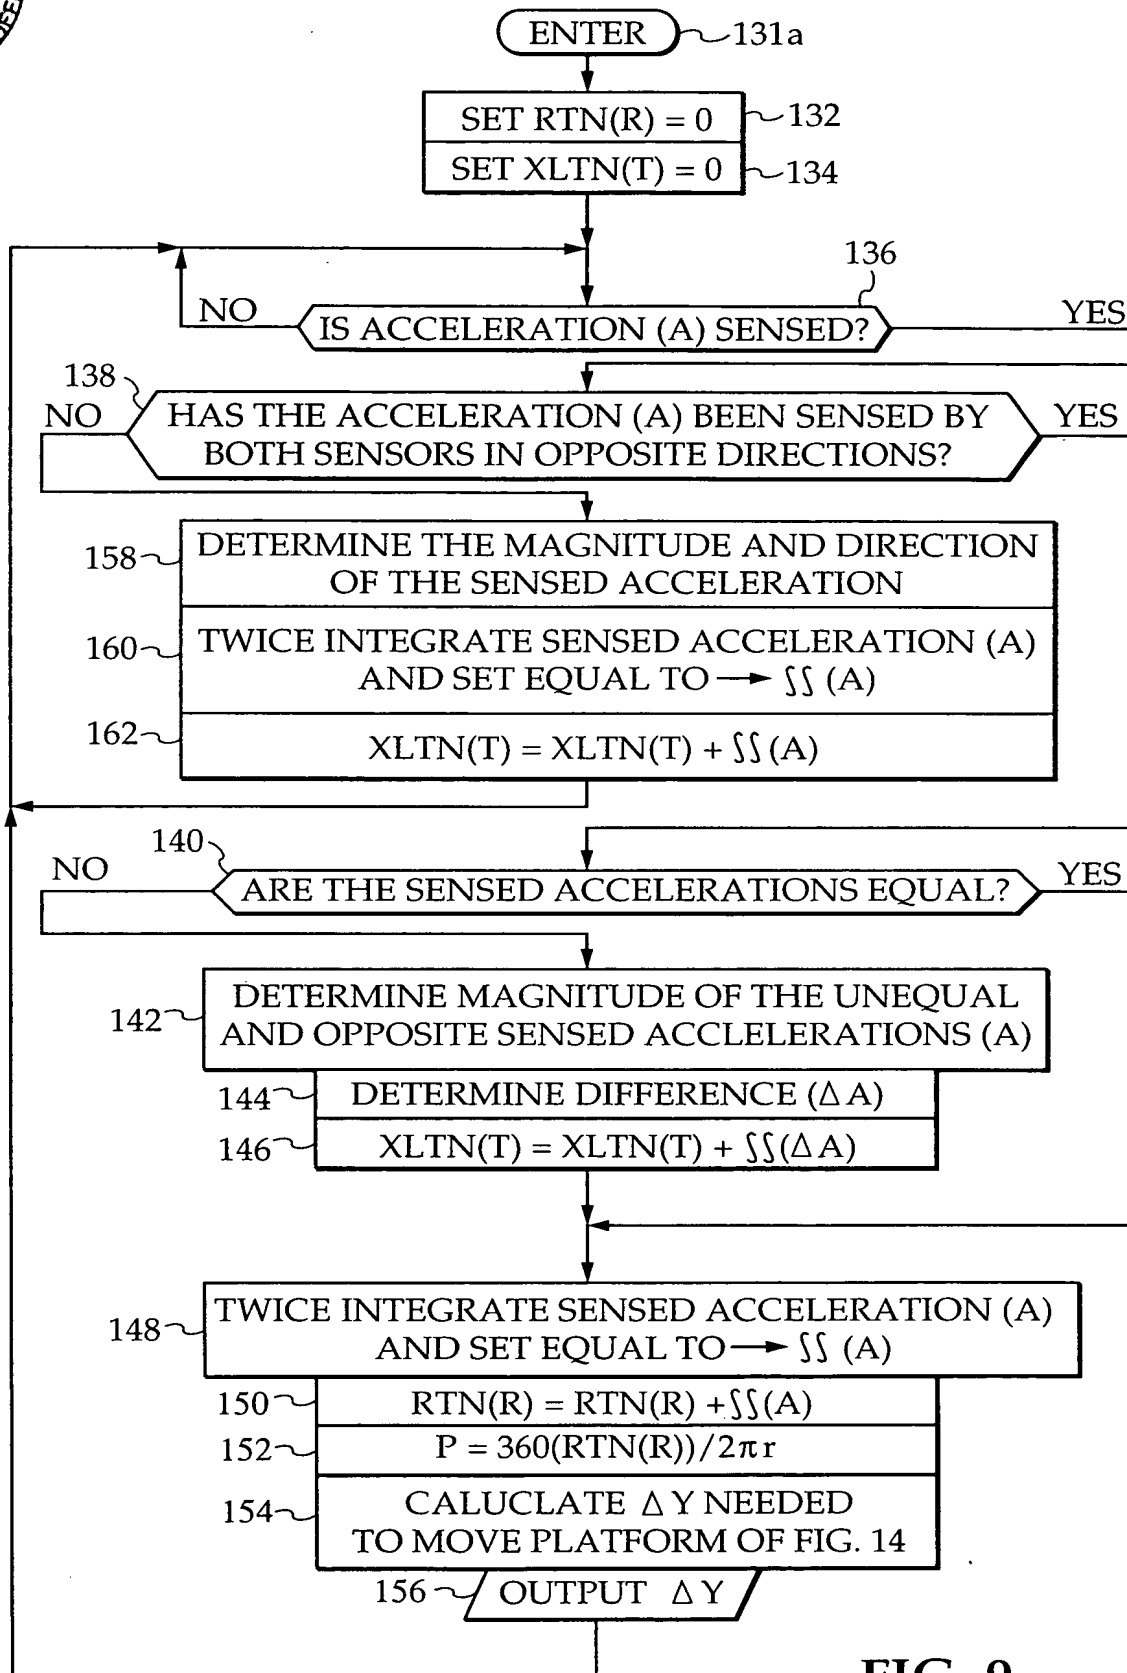 ENTER 131a
SET RTN(R) = 0 132
SET XLTN(T) = 0 134
136
NO IS ACCELERATION (A) SENSED? YES
138
NO HAS THE ACCELERATION (A) BEEN SENSED BY YES
BOTH SENSORS IN OPPOSITE DIRECTIONS?
158 DETERMINE THE MAGNITUDE AND DIRECTION
OF THE SENSED ACCELERATION
160 TWICE INTEGRATE SENSED ACCELERATION (A)
AND SET EQUAL TO → ∫∫ (A)
162 XLTN(T) = XLTN(T) + ∫∫ (A)
140
NO ARE THE SENSED ACCELERATIONS EQUAL? YES
142 DETERMINE MAGNITUDE OF THE UNEQUAL
AND OPPOSITE SENSED ACCLELERATIONS (A)
144 DETERMINE DIFFERENCE (Δ A)
146 XLTN(T) = XLTN(T) + ∫∫(Δ A)
148 TWICE INTEGRATE SENSED ACCELERATION (A)
AND SET EQUAL TO → ∫∫ (A)
150 RTN(R) = RTN(R) +∫∫(A)
152 P = 360(RTN(R))/2π r
154 CALUCLATE Δ Y NEEDED
TO MOVE PLATFORM OF FIG. 14
156 OUTPUT Δ Y